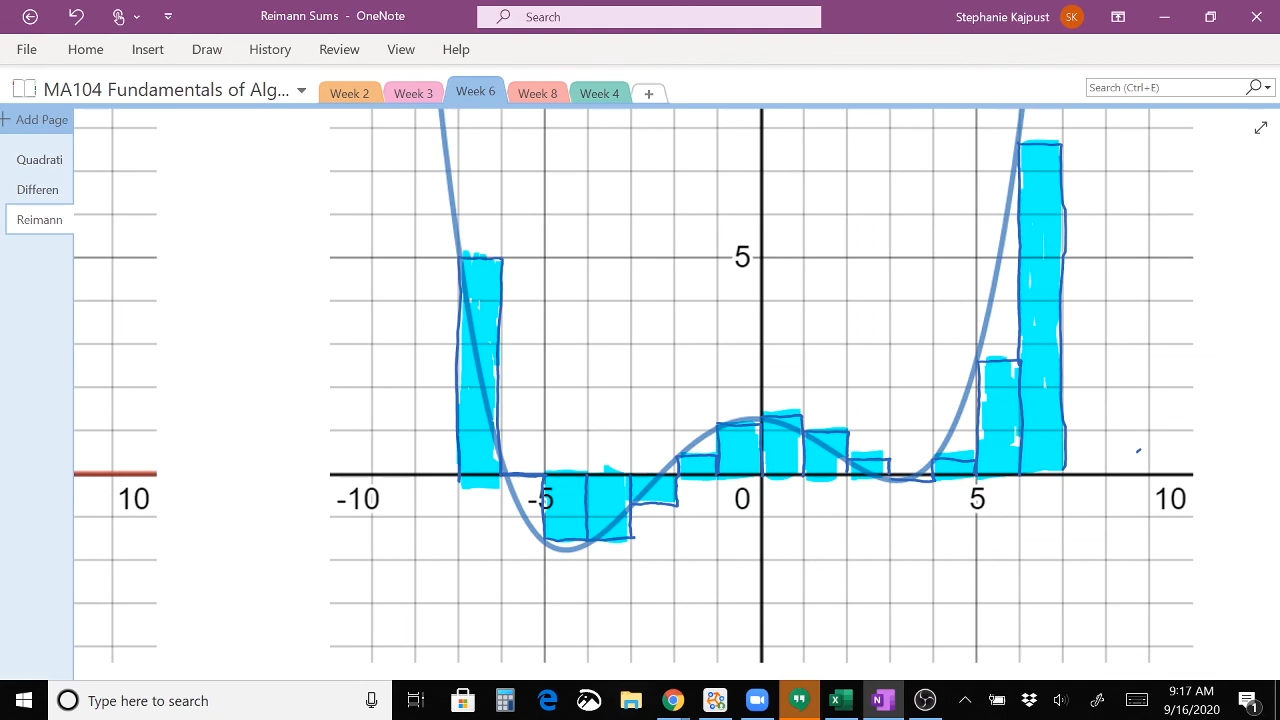 Reimann Sums - OneNote
Search
Stephanie Kajpust
SK
File Home Insert Draw History Review View Help
MA104 Fundamentals of Alg...
Week 2
Week 3
Week 6
Week 8
Week 4
Search (Ctrl+E)
Add Page
Quadrati
Differen
Reimann
5
10
-10
-5
0
5
10
Type here to search
9:17 AM
9/16/2020
1